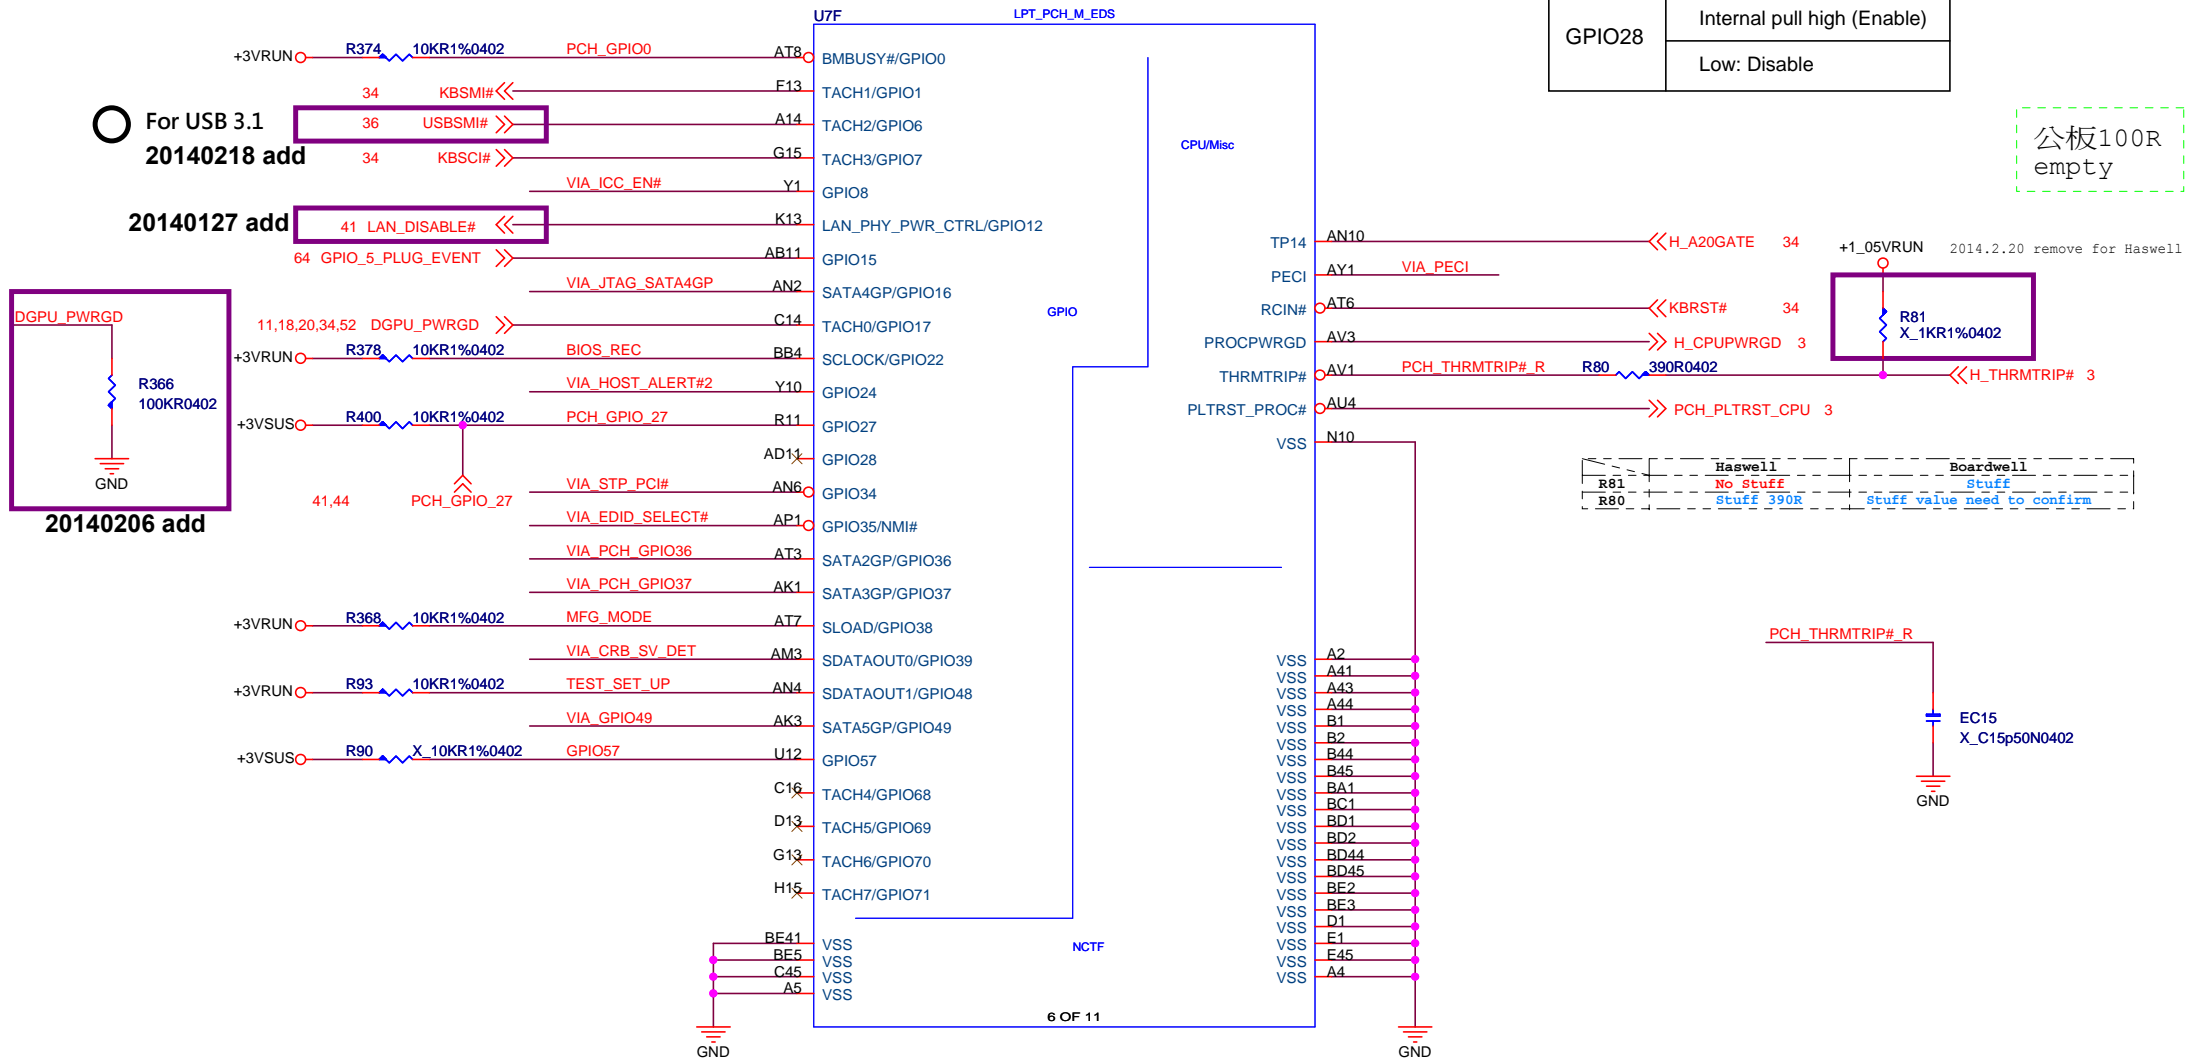 U7F
LPT_PCH_M_EDS
GPIO28
Internal pull high (Enable)
Low: Disable
公板100R
empty
+3VRUN R374 10KR1%0402 PCH_GPIO0 AT8 BMBUSY#/GPIO0
34 KBSMI# F13 TACH1/GPIO1
For USB 3.1
36 USBSMI# A14 TACH2/GPIO6
20140218 add
34 KBSCI# G15 TACH3/GPIO7
VIA_ICC_EN# Y1 GPIO8
20140127 add
41 LAN_DISABLE# K13 LAN_PHY_PWR_CTRL/GPIO12
64 GPIO_5_PLUG_EVENT AB11 GPIO15
VIA_JTAG_SATA4GP AN2 SATA4GP/GPIO16
11,18,20,34,52 DGPU_PWRGD C14 TACH0/GPIO17
+3VRUN R378 10KR1%0402 BIOS_REC BB4 SCLOCK/GPIO22
VIA_HOST_ALERT#2 Y10 GPIO24
+3VSUS R400 10KR1%0402 PCH_GPIO_27 R11 GPIO27
AD11 GPIO28
41,44 PCH_GPIO_27
VIA_STP_PCI# AN6 GPIO34
VIA_EDID_SELECT# AP1 GPIO35/NMI#
VIA_PCH_GPIO36 AT3 SATA2GP/GPIO36
VIA_PCH_GPIO37 AK1 SATA3GP/GPIO37
+3VRUN R368 10KR1%0402 MFG_MODE AT7 SLOAD/GPIO38
VIA_CRB_SV_DET AM3 SDATAOUT0/GPIO39
+3VRUN R93 10KR1%0402 TEST_SET_UP AN4 SDATAOUT1/GPIO48
VIA_GPIO49 AK3 SATA5GP/GPIO49
+3VSUS R90 X_10KR1%0402 GPIO57 U12 GPIO57
C16 TACH4/GPIO68
D13 TACH5/GPIO69
G13 TACH6/GPIO70
H15 TACH7/GPIO71
BE41 VSS
BE5 VSS
C45 VSS
A5 VSS
GND
DGPU_PWRGD
R366
100KR0402
GND
20140206 add
CPU/Misc
GPIO
NCTF
6 OF 11
TP14 AN10 H_A20GATE 34
PECI AY1 VIA_PECI
RCIN# AT6 KBRST# 34
PROCPWRGD AV3 H_CPUPWRGD 3
THRMTRIP# AV1 PCH_THRMTRIP#_R R80 390R0402 H_THRMTRIP# 3
PLTRST_PROC# AU4 PCH_PLTRST_CPU 3
VSS N10
+1_05VRUN
2014.2.20 remove for Haswell
R81
X_1KR1%0402
Haswell Boardwell
R81 No Stuff Stuff
R80 Stuff 390R Stuff value need to confirm
VSS A2
VSS A41
VSS A43
VSS A44
VSS B1
VSS B2
VSS B44
VSS B45
VSS BA1
VSS BC1
VSS BD1
VSS BD2
VSS BD44
VSS BD45
VSS BE2
VSS BE3
VSS D1
VSS E1
VSS E45
VSS A4
GND
PCH_THRMTRIP#_R
EC15
X_C15p50N0402
GND